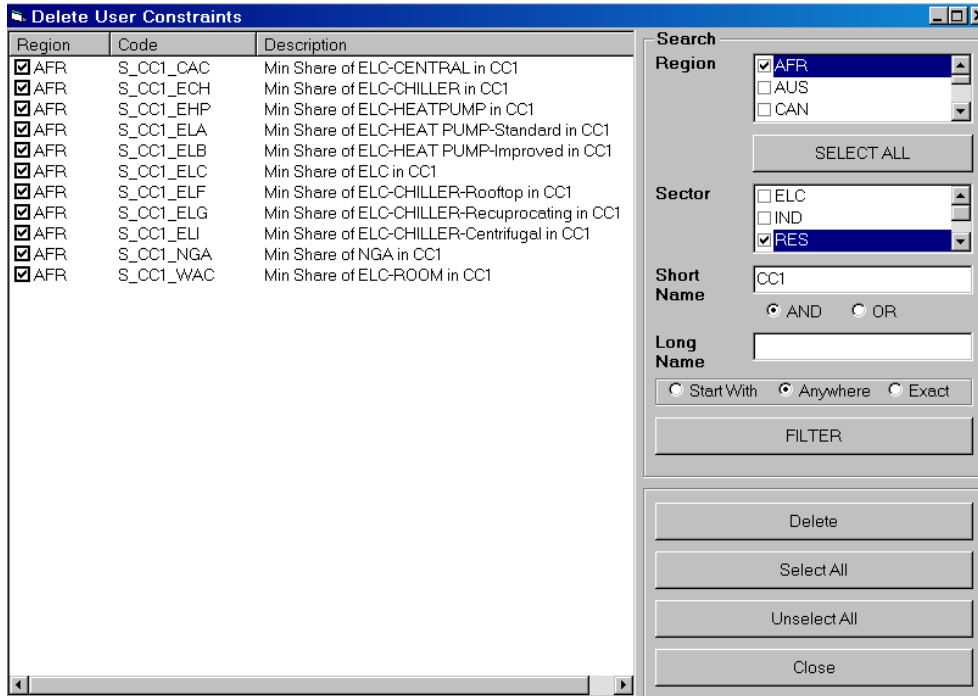 Delete User Constraints
Region Code Description
AFR S_CC1_CAC Min Share of ELC-CENTRAL in CC1
AFR S_CC1_ECH Min Share of ELC-CHILLER in CC1
AFR S_CC1_EHP Min Share of ELC-HEATPUMP in CC1
AFR S_CC1_ELA Min Share of ELC-HEAT PUMP-Standard in CC1
AFR S_CC1_ELB Min Share of ELC-HEAT PUMP-Improved in CC1
AFR S_CC1_ELC Min Share of ELC in CC1
AFR S_CC1_ELF Min Share of ELC-CHILLER-Rooftop in CC1
AFR S_CC1_ELG Min Share of ELC-CHILLER-Recuprocating in CC1
AFR S_CC1_ELI Min Share of ELC-CHILLER-Centrifugal in CC1
AFR S_CC1_NGA Min Share of NGA in CC1
AFR S_CC1_WAC Min Share of ELC-ROOM in CC1
Search
Region
AFR
AUS
CAN
SELECT ALL
Sector
ELC
IND
RES
Short
Name
CC1
AND OR
Long
Name
Start With Anywhere Exact
FILTER
Delete
Select All
Unselect All
Close